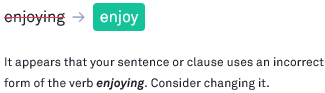 enjoying → enjoy
It appears that your sentence or clause uses an incorrect
form of the verb enjoying. Consider changing it.